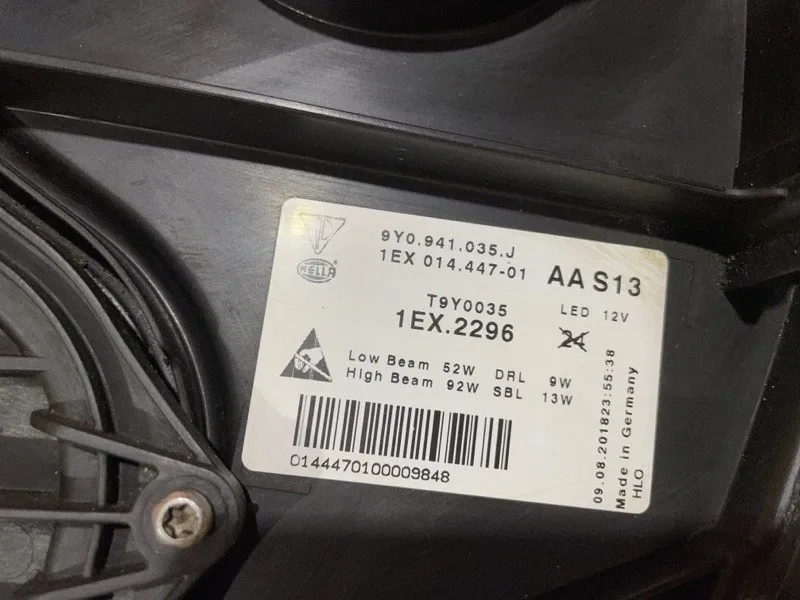 9Y0.941.035.J
1EX 014.447-01
AA S13
HELLA
T9Y0035
LED 12V
1EX.2296
24
Low Beam 52W DRL 9W
High Beam 92W SBL 13W
0144470100009848
09.08.201823:55:38
Made in Germany
HLO